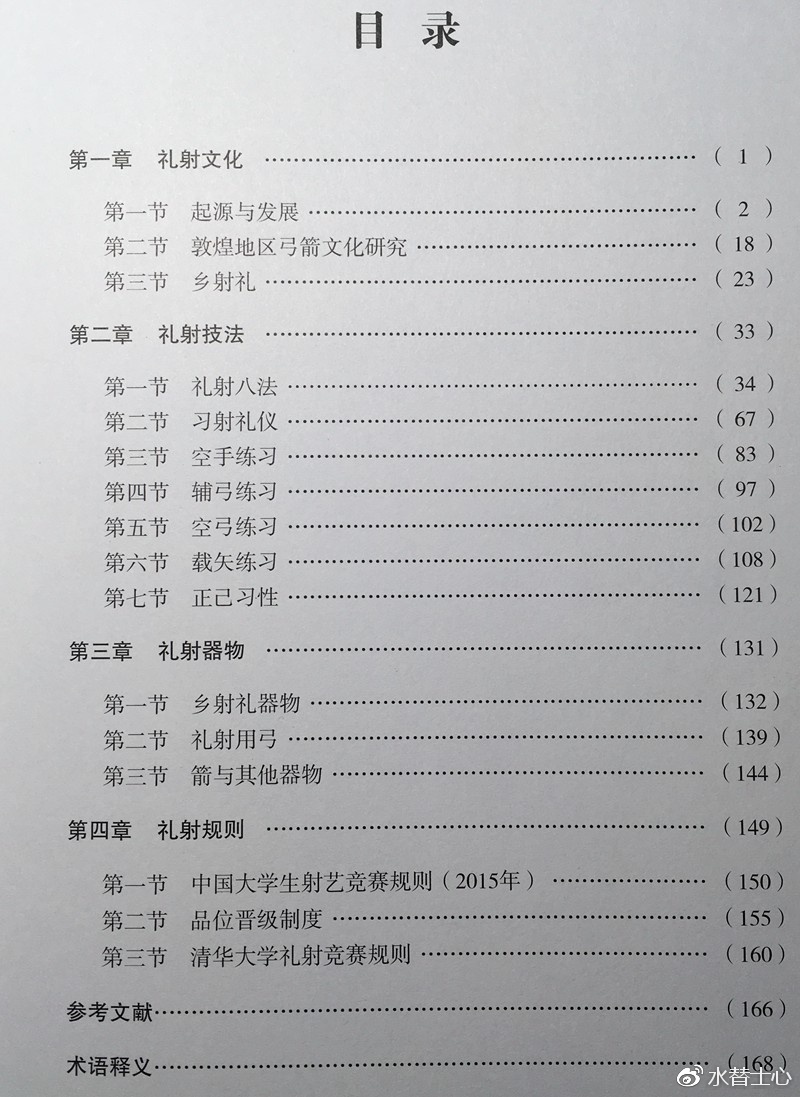 目 录
第一章 礼射文化 ……………………………………………… （ 1 ）
第一节 起源与发展 ……………………………………… （ 2 ）
第二节 敦煌地区弓箭文化研究 ………………………… （ 18 ）
第三节 乡射礼 …………………………………………… （ 23 ）
第二章 礼射技法 ……………………………………………… （ 33 ）
第一节 礼射八法 ………………………………………… （ 34 ）
第二节 习射礼仪 ………………………………………… （ 67 ）
第三节 空手练习 ………………………………………… （ 83 ）
第四节 辅弓练习 ………………………………………… （ 97 ）
第五节 空弓练习 ………………………………………… （102）
第六节 载矢练习 ………………………………………… （108）
第七节 正己习性 ………………………………………… （121）
第三章 礼射器物 ……………………………………………… （131）
第一节 乡射礼器物 ……………………………………… （132）
第二节 礼射用弓 ………………………………………… （139）
第三节 箭与其他器物 …………………………………… （144）
第四章 礼射规则 ……………………………………………… （149）
第一节 中国大学生射艺竞赛规则（2015年） ………… （150）
第二节 品位晋级制度 …………………………………… （155）
第三节 清华大学礼射竞赛规则 ………………………… （160）
参考文献………………………………………………………… （166）
术语释义………………………………………………………… （168）
水替士心